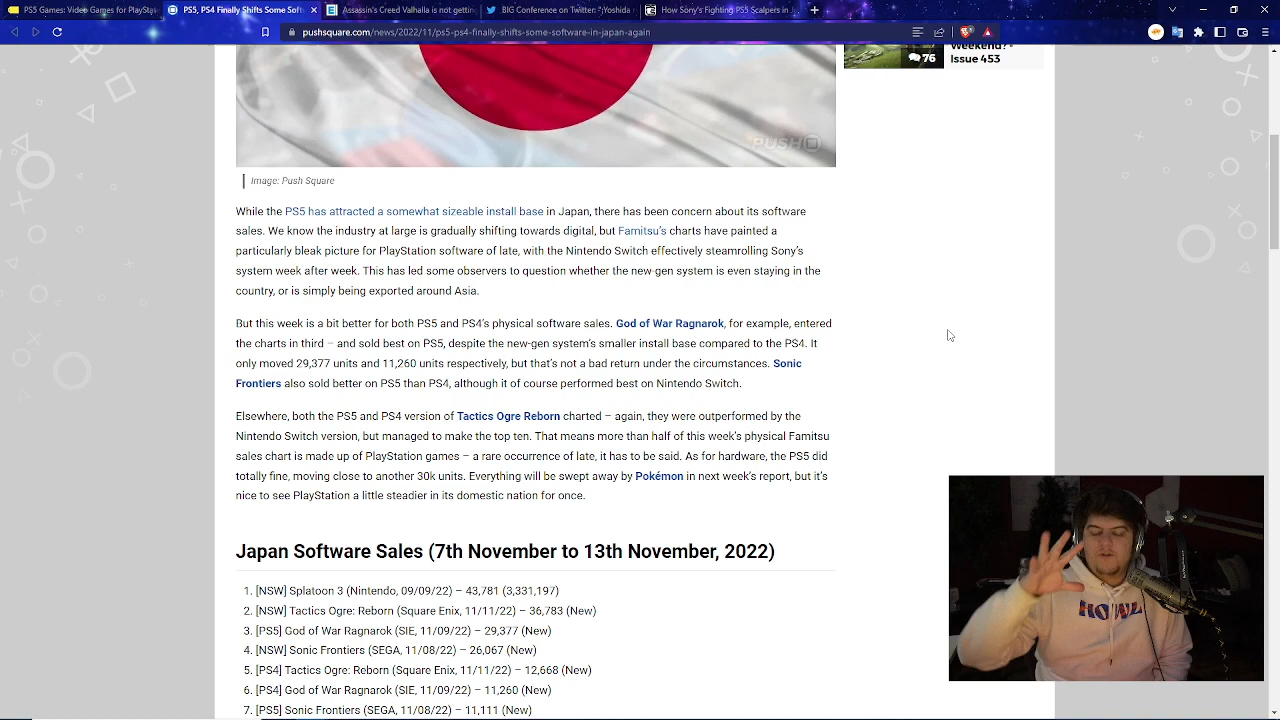 PS5 Games: Video Games for PlaySta
PS5, PS4 Finally Shifts Some Soft
Assassin's Creed Valhalla is not gettin
BIG Conference on Twitter: "Yoshida
How Sony's Fighting PS5 Scalpers in J
pushsquare.com/news/2022/11/ps5-ps4-finally-shifts-some-software-in-japan-again
Weekend? -
Issue 453
76
PUSH
Image: Push Square
While the PS5 has attracted a somewhat sizeable install base in Japan, there has been concern about its software
sales. We know the industry at large is gradually shifting towards digital, but Famitsu's charts have painted a
particularly bleak picture for PlayStation software of late, with the Nintendo Switch effectively steamrolling Sony's
system week after week. This has led some observers to question whether the new-gen system is even staying in the
country, or is simply being exported around Asia.
But this week is a bit better for both PS5 and PS4's physical software sales. God of War Ragnarok, for example, entered
the charts in third – and sold best on PS5, despite the new-gen system's smaller install base compared to the PS4. It
only moved 29,377 units and 11,260 units respectively, but that's not a bad return under the circumstances. Sonic
Frontiers also sold better on PS5 than PS4, although it of course performed best on Nintendo Switch.
Elsewhere, both the PS5 and PS4 version of Tactics Ogre Reborn charted – again, they were outperformed by the
Nintendo Switch version, but managed to make the top ten. That means more than half of this week's physical Famitsu
sales chart is made up of PlayStation games – a rare occurrence of late, it has to be said. As for hardware, the PS5 did
totally fine, moving close to another 30k units. Everything will be swept away by Pokémon in next week's report, but it's
nice to see PlayStation a little steadier in its domestic nation for once.
Japan Software Sales (7th November to 13th November, 2022)
1. [NSW] Splatoon 3 (Nintendo, 09/09/22) – 43,781 (3,331,197)
2. [NSW] Tactics Ogre: Reborn (Square Enix, 11/11/22) – 36,783 (New)
3. [PS5] God of War Ragnarok (SIE, 11/09/22) – 29,377 (New)
4. [NSW] Sonic Frontiers (SEGA, 11/08/22) – 26,067 (New)
5. [PS4] Tactics Ogre: Reborn (Square Enix, 11/11/22) – 12,668 (New)
6. [PS4] God of War Ragnarok (SIE, 11/09/22) – 11,260 (New)
7. [PS5] Sonic Frontiers (SEGA, 11/08/22) – 11,111 (New)